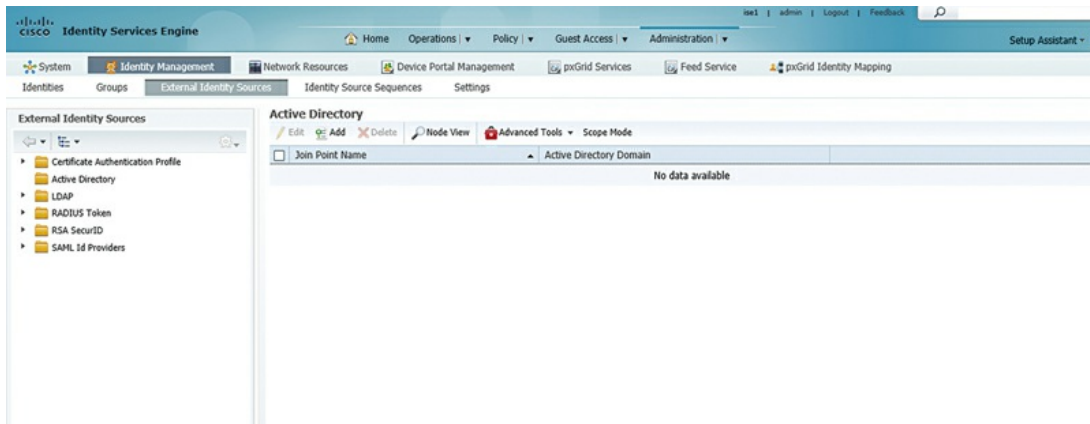 ise1 | admin | Logout | Feedback
CISCO Identity Services Engine
Home Operations | Policy | Guest Access | Administration | Setup Assistant
System Identity Management Network Resources Device Portal Management pxGrid Services Feed Service pxGrid Identity Mapping
Identities Groups External Identity Sources Identity Source Sequences Settings
External Identity Sources
Certificate Authentication Profile
Active Directory
LDAP
RADIUS Token
RSA SecurID
SAML Id Providers
Active Directory
Edit Add Delete Node View Advanced Tools Scope Mode
Join Point Name Active Directory Domain
No data available